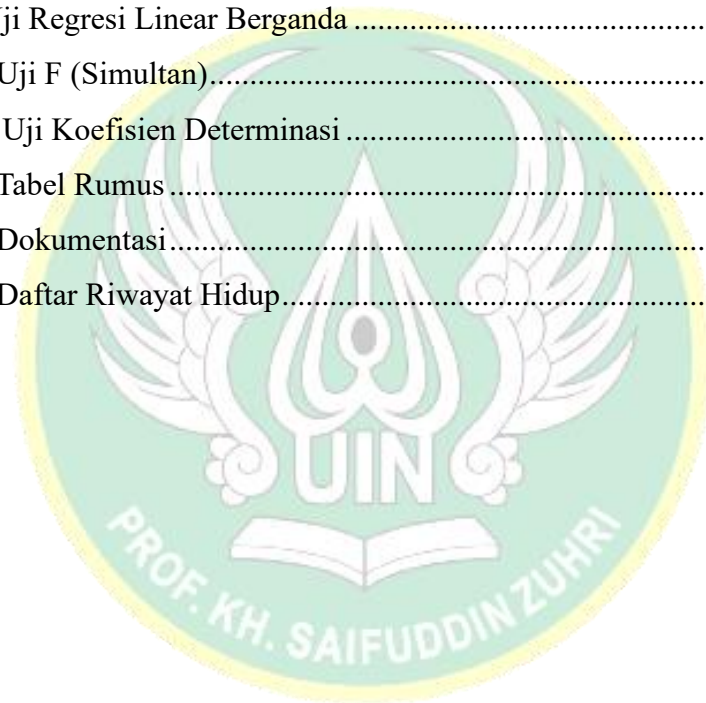 ji Regresi Linear Berganda ..................................................
Uji F (Simultan) ........................................................................
Uji Koefisien Determinasi ....................................................
Tabel Rumus ..............................................................................
Dokumentasi ..............................................................................
Daftar Riwayat Hidup ............................................................
UIN
PROF. KH. SAIFUDDIN ZUHRI